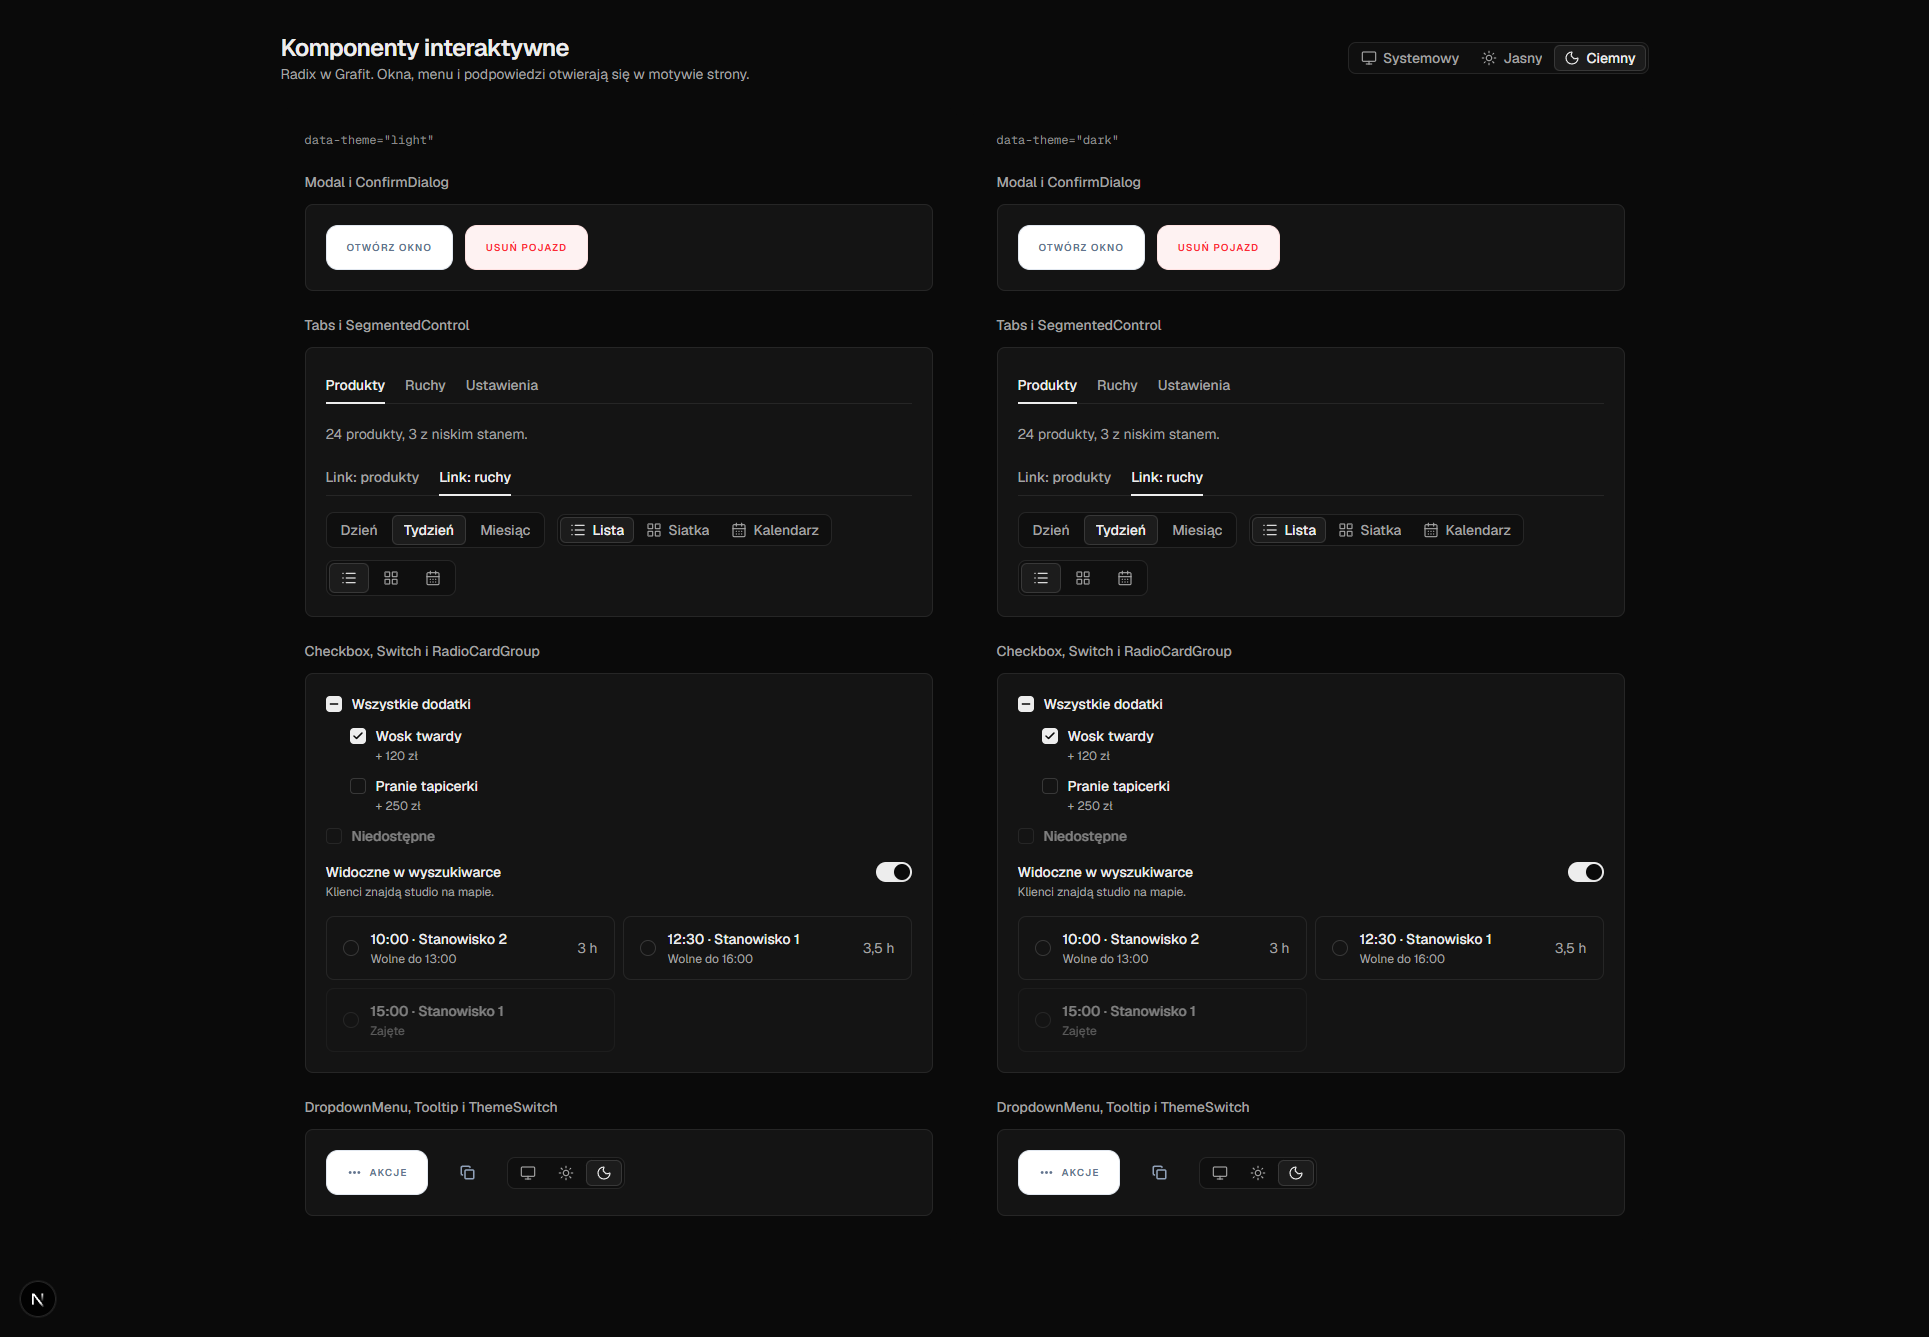 Komponenty interaktywne
Radix w Grafit. Okna, menu i podpowiedzi otwierają się w motywie strony.
Systemowy Jasny Ciemny
data-theme="light"
Modal i ConfirmDialog
OTWÓRZ OKNO USUŃ POJAZD
Tabs i SegmentedControl
Produkty Ruchy Ustawienia
24 produkty, 3 z niskim stanem.
Link: produkty Link: ruchy
Dzień Tydzień Miesiąc Lista Siatka Kalendarz
Checkbox, Switch i RadioCardGroup
Wszystkie dodatki
Wosk twardy
+ 120 zł
Pranie tapicerki
+ 250 zł
Niedostępne
Widoczne w wyszukiwarce
Klienci znajdą studio na mapie.
10:00 · Stanowisko 2
Wolne do 13:00
3 h
12:30 · Stanowisko 1
Wolne do 16:00
3,5 h
15:00 · Stanowisko 1
Zajęte
DropdownMenu, Tooltip i ThemeSwitch
AKCJE
data-theme="dark"
Modal i ConfirmDialog
OTWÓRZ OKNO USUŃ POJAZD
Tabs i SegmentedControl
Produkty Ruchy Ustawienia
24 produkty, 3 z niskim stanem.
Link: produkty Link: ruchy
Dzień Tydzień Miesiąc Lista Siatka Kalendarz
Checkbox, Switch i RadioCardGroup
Wszystkie dodatki
Wosk twardy
+ 120 zł
Pranie tapicerki
+ 250 zł
Niedostępne
Widoczne w wyszukiwarce
Klienci znajdą studio na mapie.
10:00 · Stanowisko 2
Wolne do 13:00
3 h
12:30 · Stanowisko 1
Wolne do 16:00
3,5 h
15:00 · Stanowisko 1
Zajęte
DropdownMenu, Tooltip i ThemeSwitch
AKCJE
N